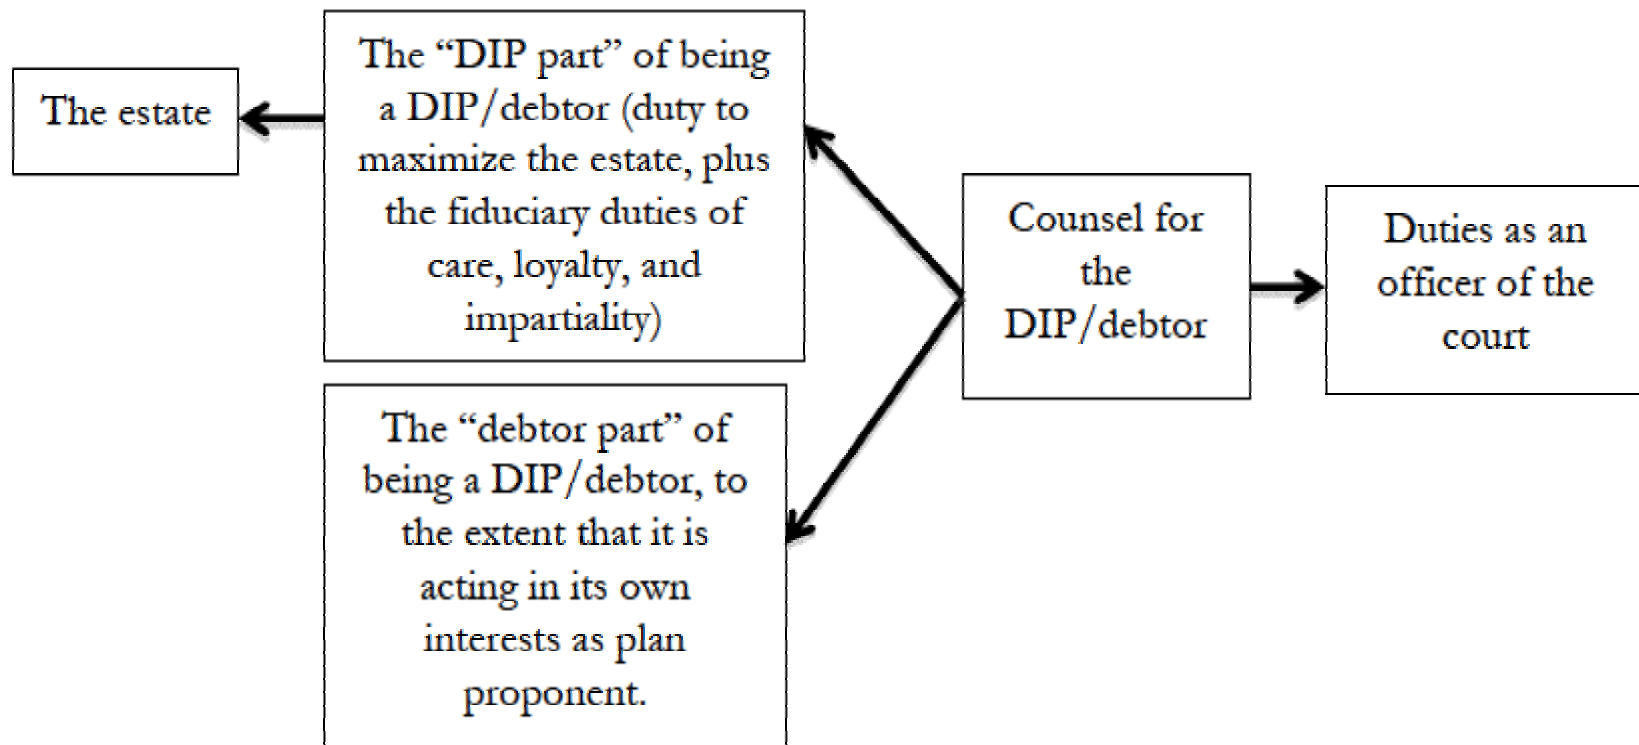 The estate
The “DIP part” of being
a DIP/debtor (duty to
maximize the estate, plus
the fiduciary duties of
care, loyalty, and
impartiality)
The “debtor part” of
being a DIP/debtor, to
the extent that it is
acting in its own
interests as plan
proponent.
Counsel for
the
DIP/debtor
Duties as an
officer of the
court